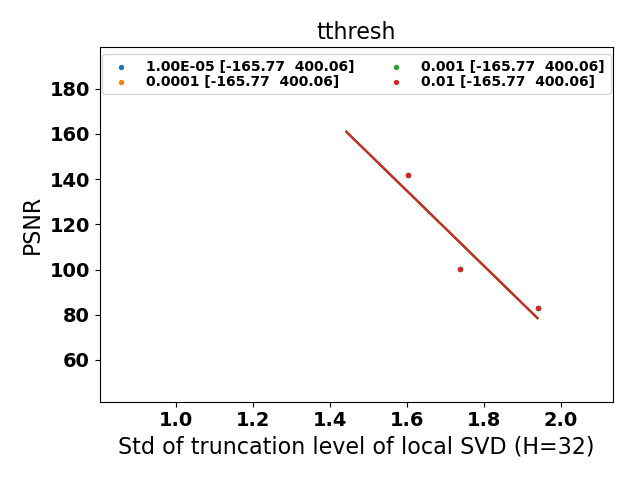 tthresh
1.00E-05 [-165.77  400.06]
0.0001 [-165.77  400.06]
0.001 [-165.77  400.06]
0.01 [-165.77  400.06]
PSNR
180
160
140
120
100
80
60
1.0 1.2 1.4 1.6 1.8 2.0
Std of truncation level of local SVD (H=32)